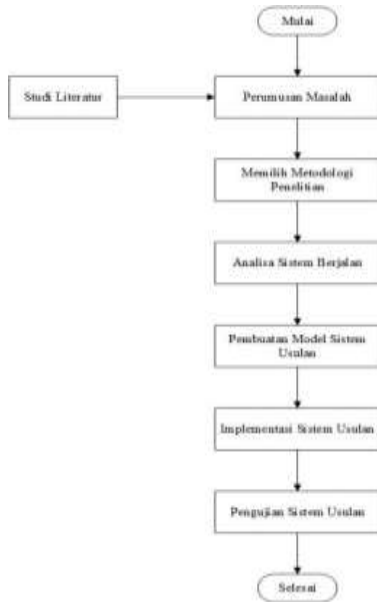 Mulai
Studi Literatur
Perumusan Masalah
Memilih Metodologi
Penelitian
Analisa Sistem Berjalan
Pembuatan Model Sistem
Usulan
Implementasi Sistem Usulan
Pengujian Sistem Usulan
Selesai